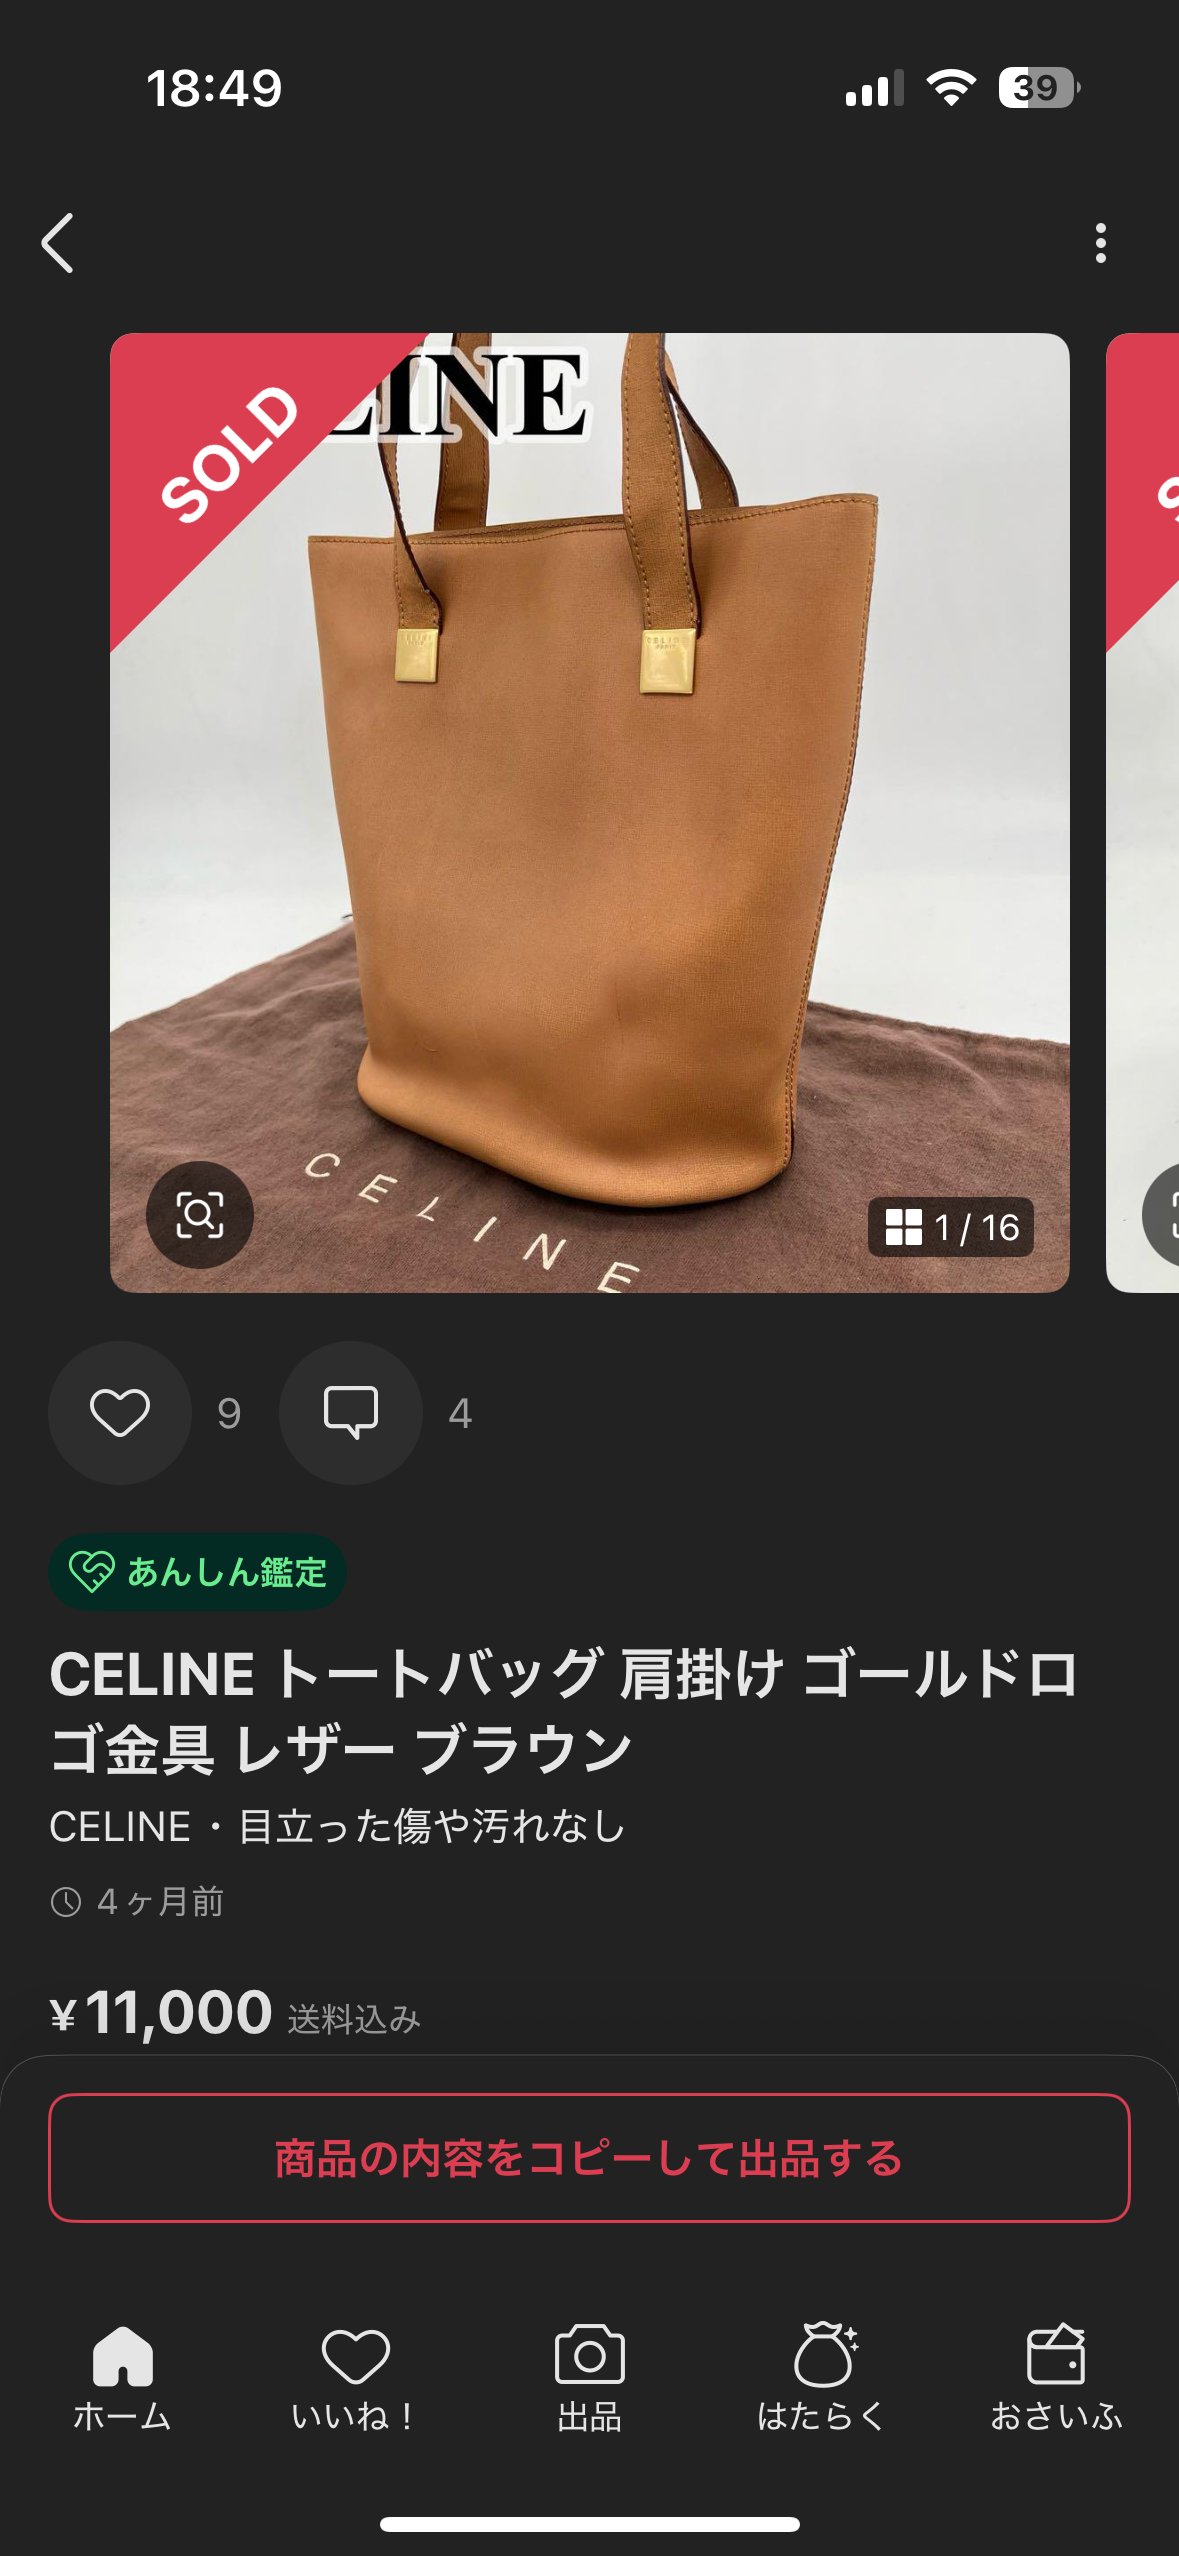 18:49
39
SOLD
LINE
CELINE
1 / 16
9
4
あんしん鑑定
CELINE トートバッグ 肩掛け ゴールドロ
ゴ金具 レザー ブラウン
CELINE・目立った傷や汚れなし
4ヶ月前
¥11,000 送料込み
商品の内容をコピーして出品する
ホーム
いいね！
出品
はたらく
おさいふ